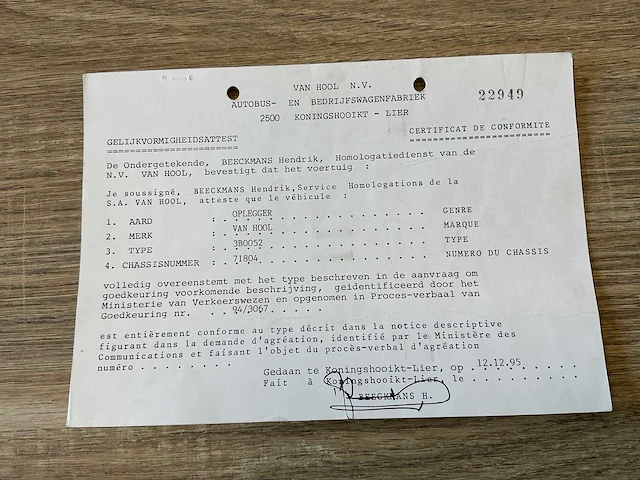 VAN HOOL N.V.
AUTOBUS- EN BEDRIJFSWAGENFABRIEK
2500 KONINGSHOOIKT - LIER
22949
GELIJKVORMIGHEIDSATTEST
CERTIFICAT DE CONFORMITE
De Ondergetekende, BEECKMANS Hendrik, Homologatiedienst van de
N.V. VAN HOOL, bevestigt dat het voertuig :
Je soussigné, BEECKMANS Hendrik,Service Homologations de la
S.A. VAN HOOL, atteste que le véhicule :
1. AARD : OPLEGGER GENRE
2. MERK : VAN HOOL MARQUE
3. TYPE : 3B0052 TYPE
4. CHASSISNUMMER : 71804 NUMERO DU CHASSIS
volledig overeenstemt met het type beschreven in de aanvraag om
goedkeuring voorkomende beschrijving, geïdentificeerd door het
Ministerie van Verkeerswezen en opgenomen in Proces-verbaal van
Goedkeuring nr. . . 94/3067. . . . . .
est entièrement conforme au type décrit dans la notice descriptive
figurant dans la demande d'agréation, identifié par le Ministère des
Communications et faisant l'objet du procès-verbal d'agréation
numéro . . . . . . . . .
Gedaan te Koningshooikt-Lier, op 12.12.95
Fait à Koningshooikt-Lier, le . . . . . . . . .
BEECKMANS H.